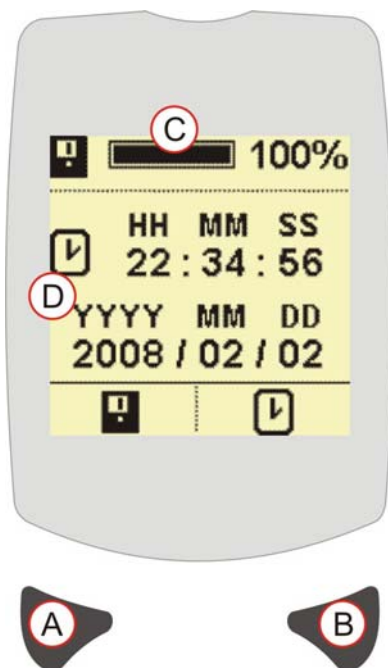 C
100%
HH MM SS
22 : 34 : 56
D
YYYY MM DD
2008 / 02 / 02
A B